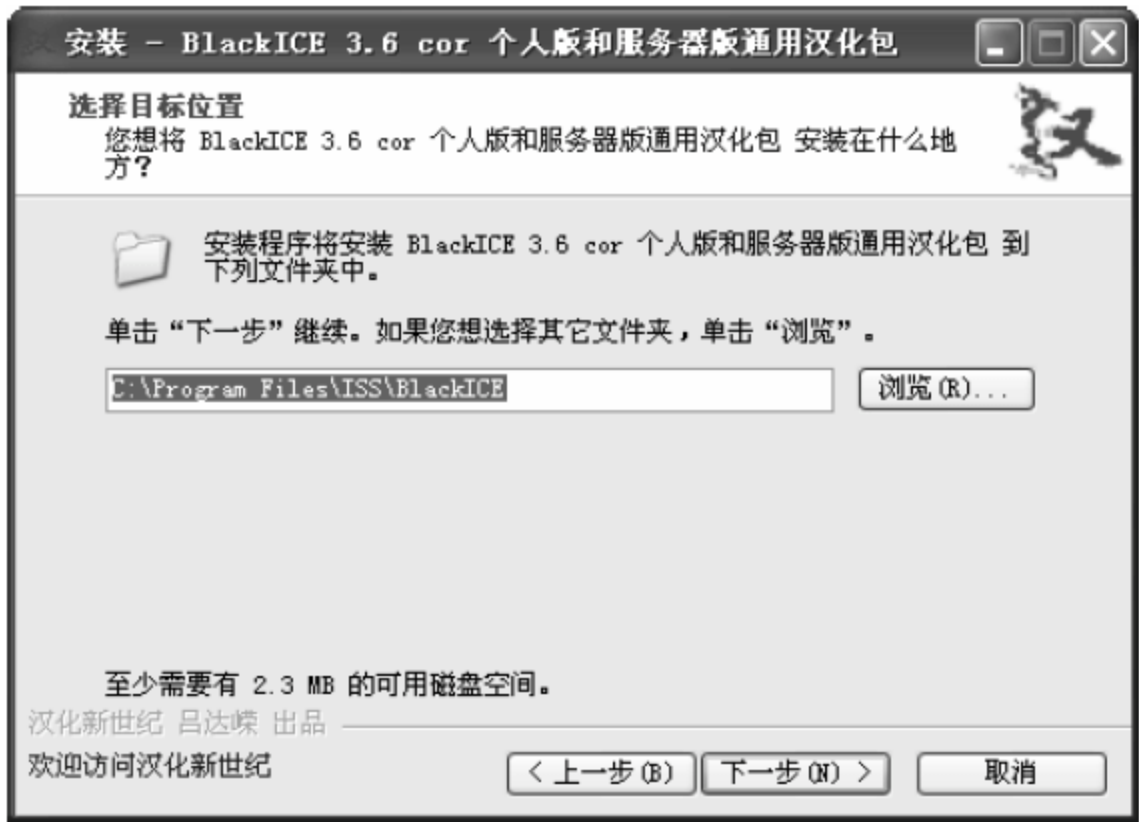 安装 - BlackICE 3.6 cor 个人版和服务器版通用汉化包
选择目标位置
您想将 BlackICE 3.6 cor 个人版和服务器版通用汉化包 安装在什么地
方？
汉
安装程序将安装 BlackICE 3.6 cor 个人版和服务器版通用汉化包 到
下列文件夹中。
单击“下一步”继续。如果您想选择其它文件夹，单击“浏览”。
C:\Program Files\ISS\BlackICE
浏览(R)...
至少需要有 2.3 MB 的可用磁盘空间。
汉化新世纪 吕达嵘 出品
欢迎访问汉化新世纪
< 上一步(B)
下一步(N) >
取消